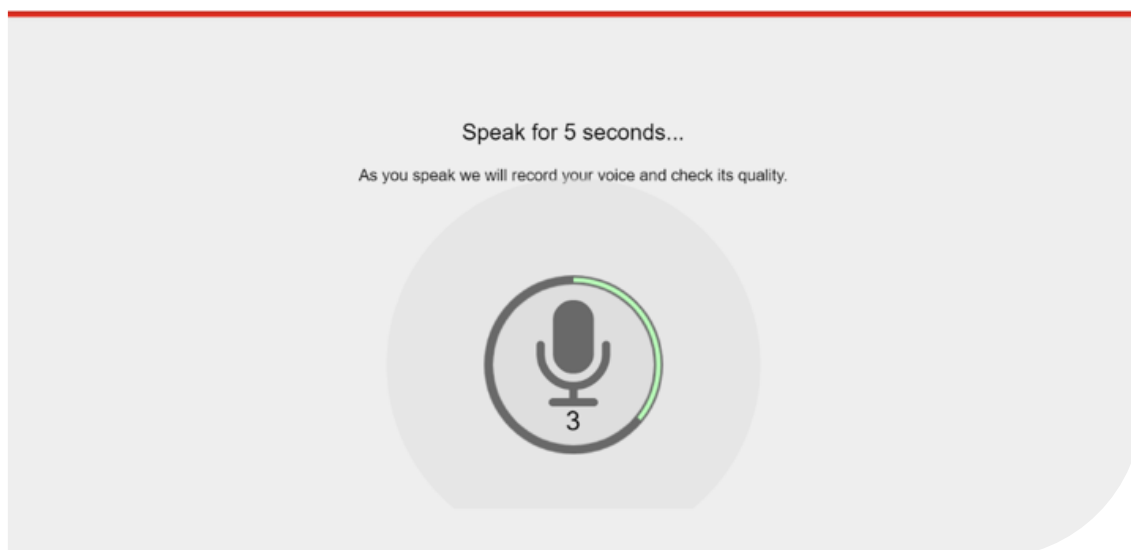 Speak for 5 seconds...
As you speak we will record your voice and check its quality.
3